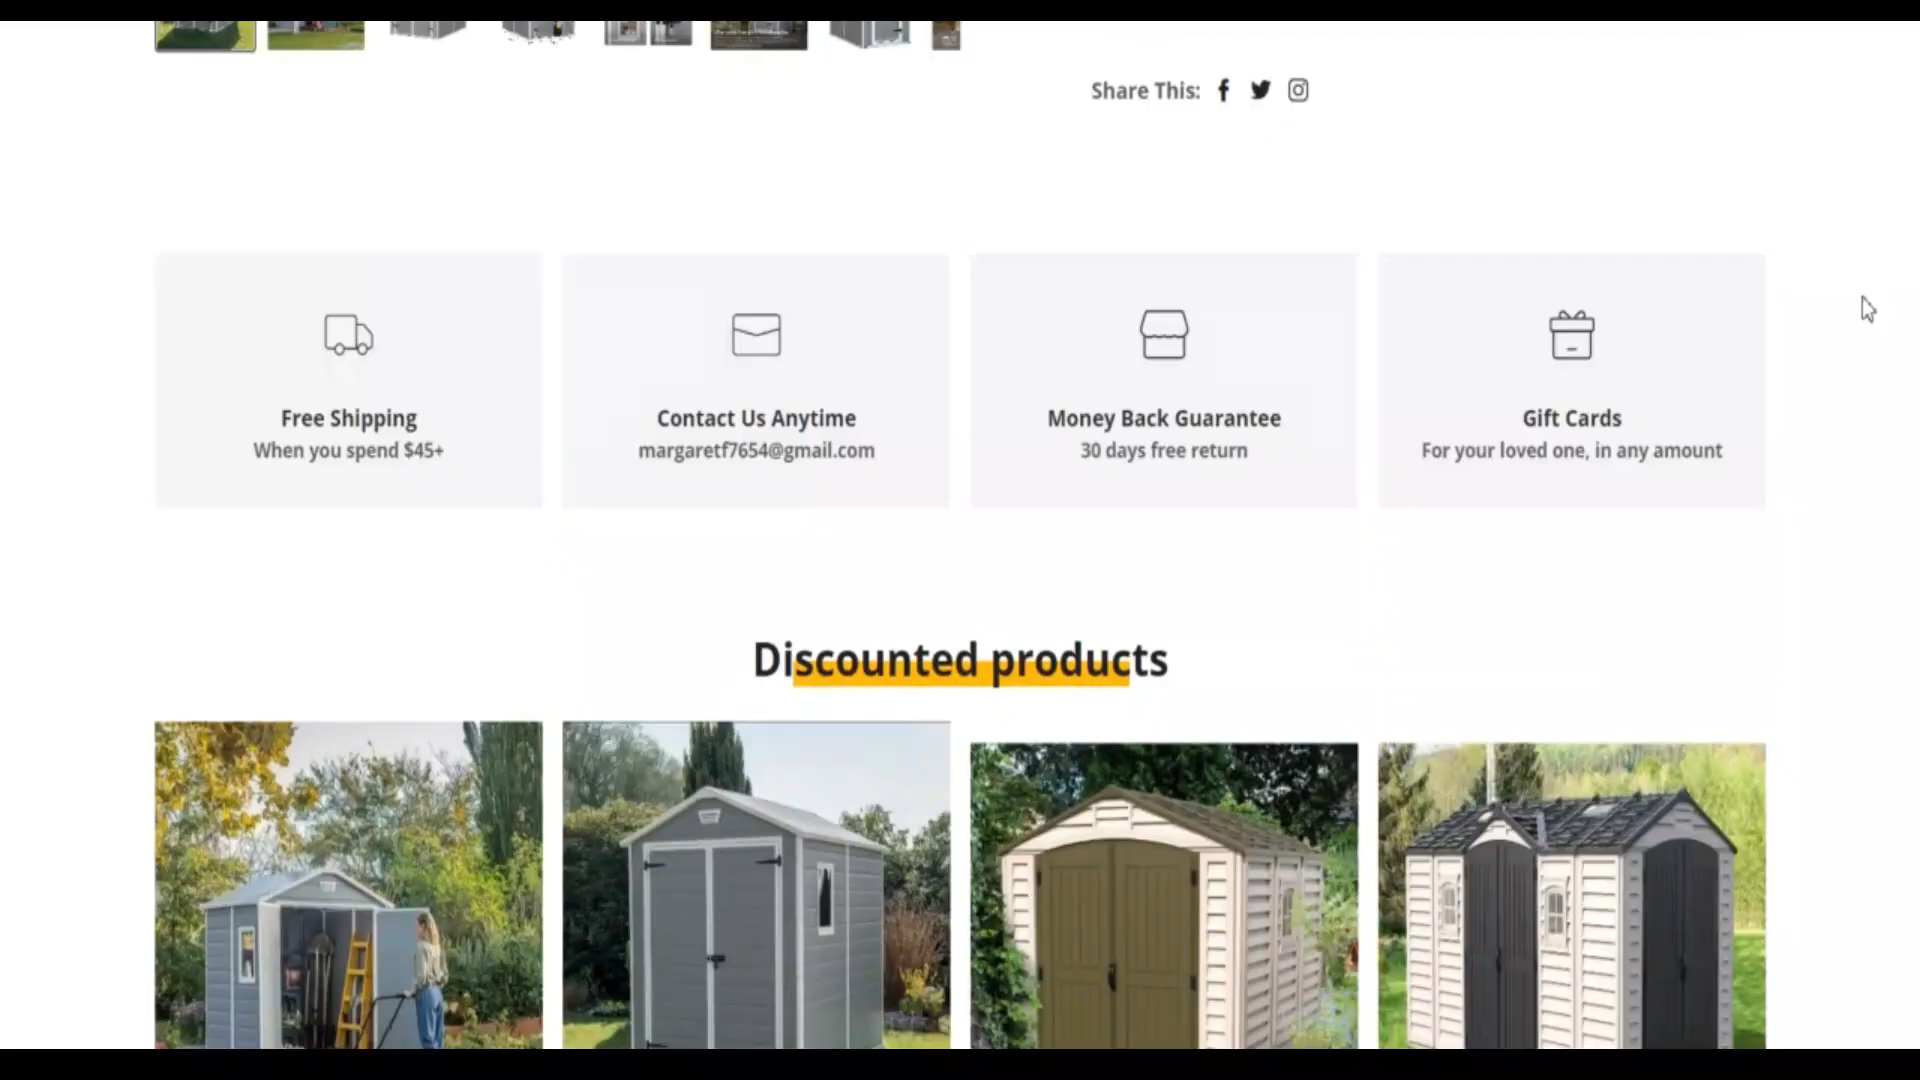 Share This:
Free Shipping
When you spend $45+
Contact Us Anytime
margaretf7654@gmail.com
Money Back Guarantee
30 days free return
Gift Cards
For your loved one, in any amount
Discounted products